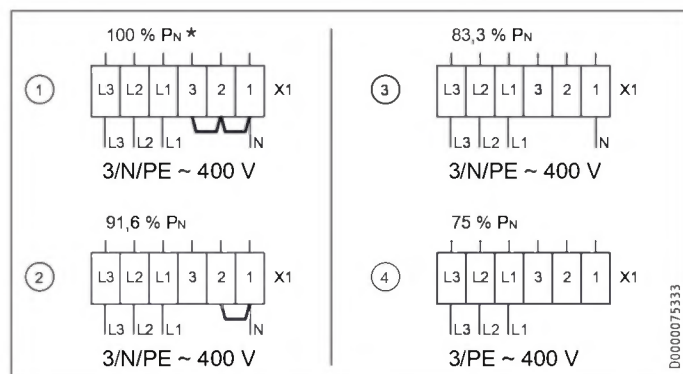 100 % PN *
1
L3 L2 L1 3 2 1 X1
L3 L2 L1 N
3/N/PE ~ 400 V
91,6 % PN
2
L3 L2 L1 3 2 1 X1
L3 L2 L1 N
3/N/PE ~ 400 V
83,3 % PN
3
L3 L2 L1 3 2 1 X1
L3 L2 L1 N
3/N/PE ~ 400 V
75 % PN
4
L3 L2 L1 3 2 1 X1
L3 L2 L1
3/PE ~ 400 V
D0000075333